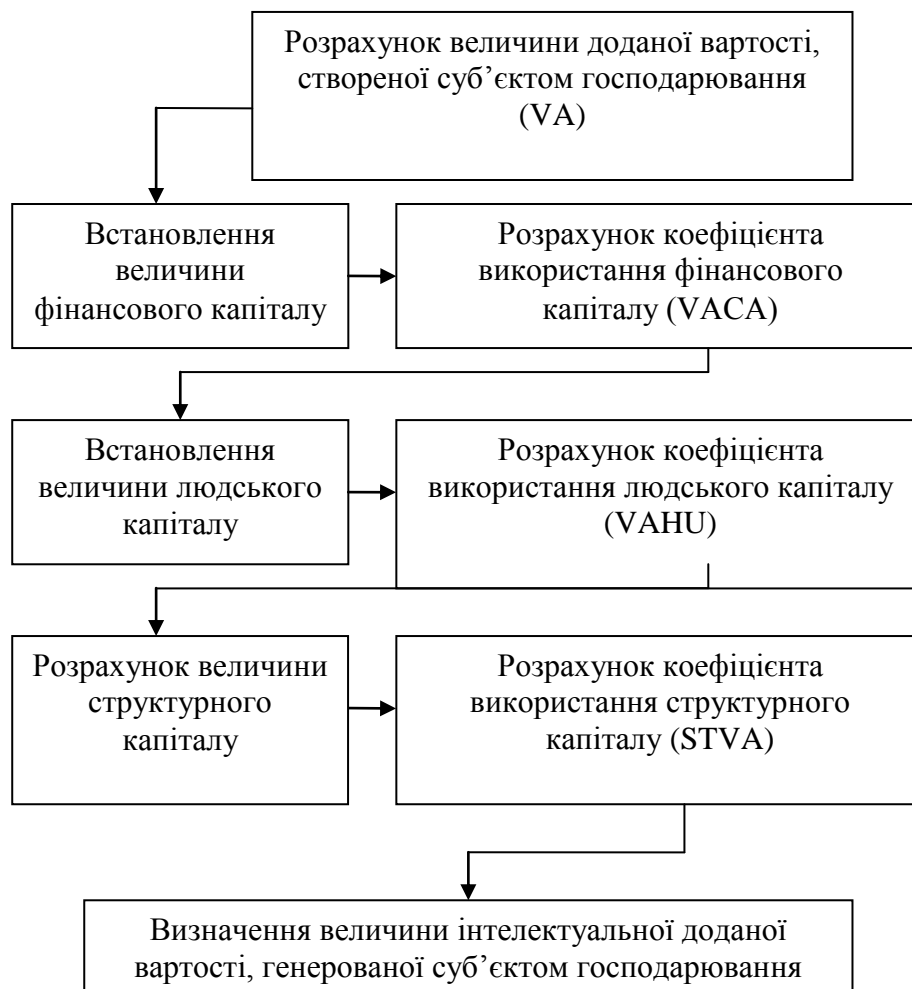 Розрахунок величини доданої вартості,
створеної суб’єктом господарювання
(VA)
Встановлення
величини
фінансового капіталу
Розрахунок коефіцієнта
використання фінансового
капіталу (VACA)
Встановлення
величини людського
капіталу
Розрахунок коефіцієнта
використання людського капіталу
(VAHU)
Розрахунок величини
структурного
капіталу
Розрахунок коефіцієнта
використання структурного
капіталу (STVA)
Визначення величини інтелектуальної доданої
вартості, генерованої суб’єктом господарювання